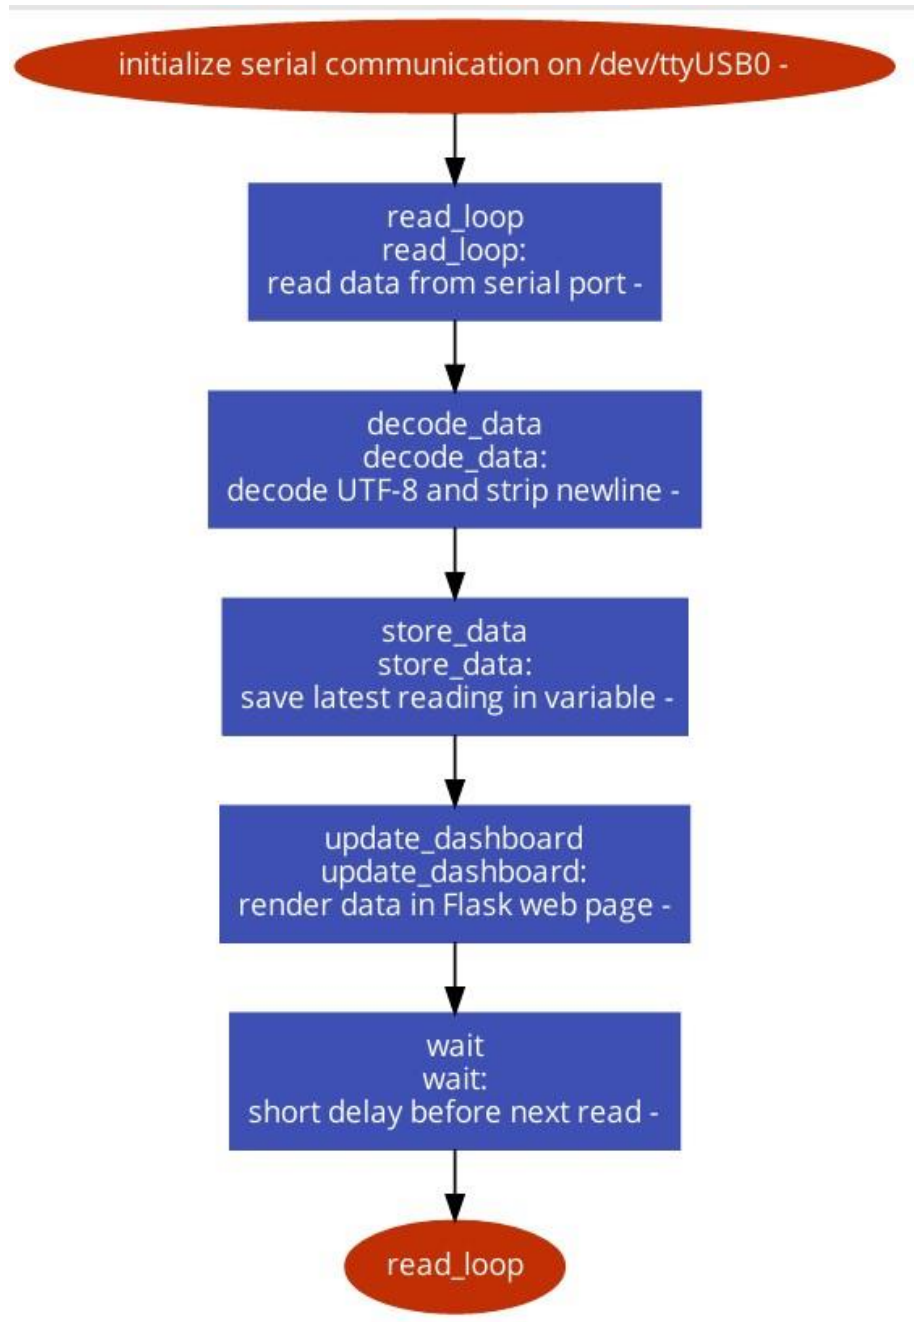 initialize serial communication on /dev/ttyUSB0 -
read_loop
read_loop:
read data from serial port -
decode_data
decode_data:
decode UTF-8 and strip newline -
store_data
store_data:
save latest reading in variable -
update_dashboard
update_dashboard:
render data in Flask web page -
wait
wait:
short delay before next read -
read_loop